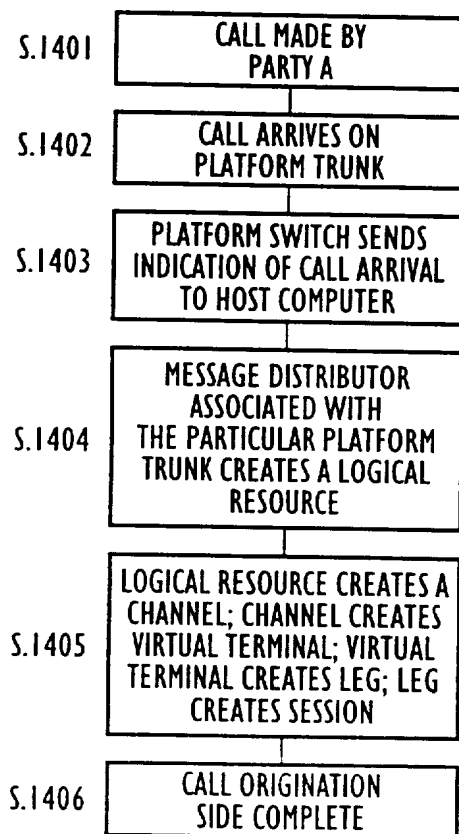 S.1401
CALL MADE BY
PARTY A
S.1402
CALL ARRIVES ON
PLATFORM TRUNK
S.1403
PLATFORM SWITCH SENDS
INDICATION OF CALL ARRIVAL
TO HOST COMPUTER
S.1404
MESSAGE DISTRIBUTOR
ASSOCIATED WITH
THE PARTICULAR PLATFORM
TRUNK CREATES A LOGICAL
RESOURCE
S.1405
LOGICAL RESOURCE CREATES A
CHANNEL; CHANNEL CREATES
VIRTUAL TERMINAL; VIRTUAL
TERMINAL CREATES LEG; LEG
CREATES SESSION
S.1406
CALL ORIGINATION
SIDE COMPLETE